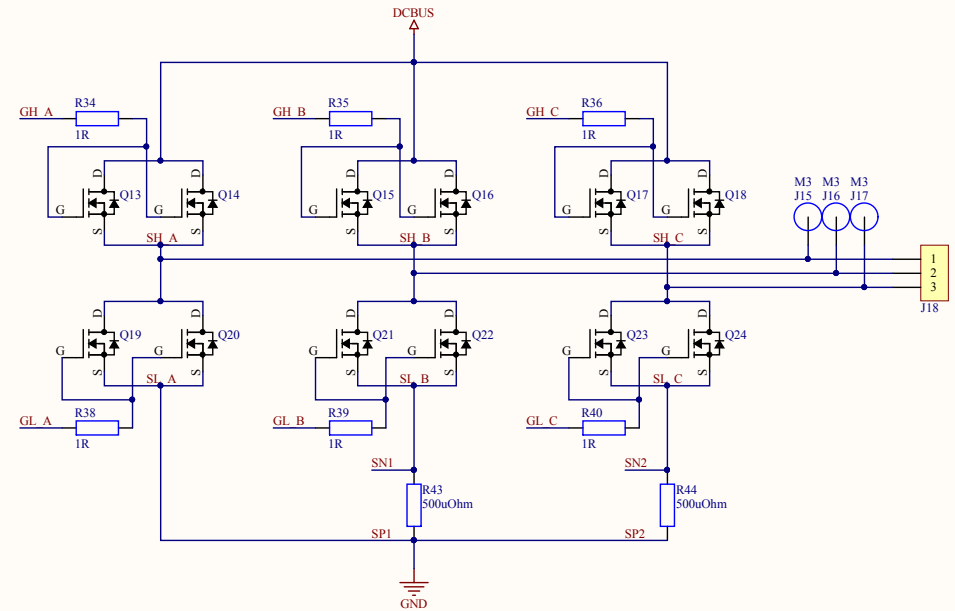 DCBUS
R34 R35 R36
GH_A GH_B GH_C
1R 1R 1R
D D D D D D
M3 M3 M3
J15 J16 J17
Q13 Q14 Q15 Q16 Q17 Q18
G G G G G G
S S S S S S
SH_A SH_B SH_C
1
2
3
J18
D D D D D D
Q19 Q20 Q21 Q22 Q23 Q24
G G G G G G
S S S S S S
SL_A SL_B SL_C
R38 R39 R40
GL_A GL_B GL_C
1R 1R 1R
SN1 SN2
R43 R44
500uOhm 500uOhm
SP1 SP2
GND